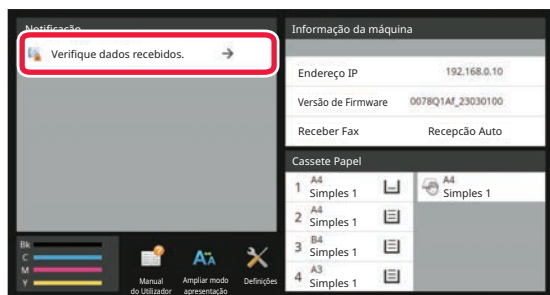 Notificação
Verifique dados recebidos.
Informação da máquina
Endereço IP 192.168.0.10
Versão de Firmware 0078Q1Af_23030100
Receber Fax Recepcão Auto
Cassete Papel
1 A4
Simples 1
A4
Simples 1
2 A4
Simples 1
3 B4
Simples 1
4 A3
Simples 1
Bk
C
M
Y
Manual
do Utilizador
AA
Ampliar modo
apresentação
Definições